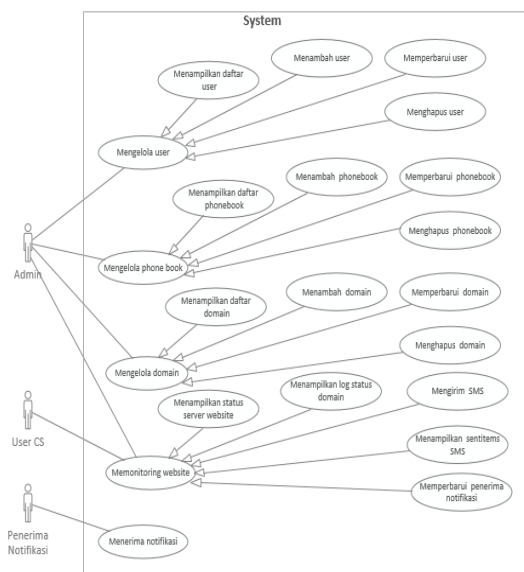 System
Menampilkan daftar
user
Menambah user
Memperbarui user
Menghapus user
Mengelola user
Menampilkan daftar
phonebook
Menambah phonebook
Memperbarui phonebook
Menghapus phonebook
Mengelola phone book
Admin
Menampilkan daftar
domain
Menambah domain
Memperbarui domain
Menghapus domain
Mengelola domain
Menampilkan status
server website
Menampilkan log status
domain
Mengirim SMS
Menampilkan sentitems
SMS
Memperbarui penerima
notifikasi
Memonitoring website
User CS
Menerima notifikasi
Penerima
Notifikasi